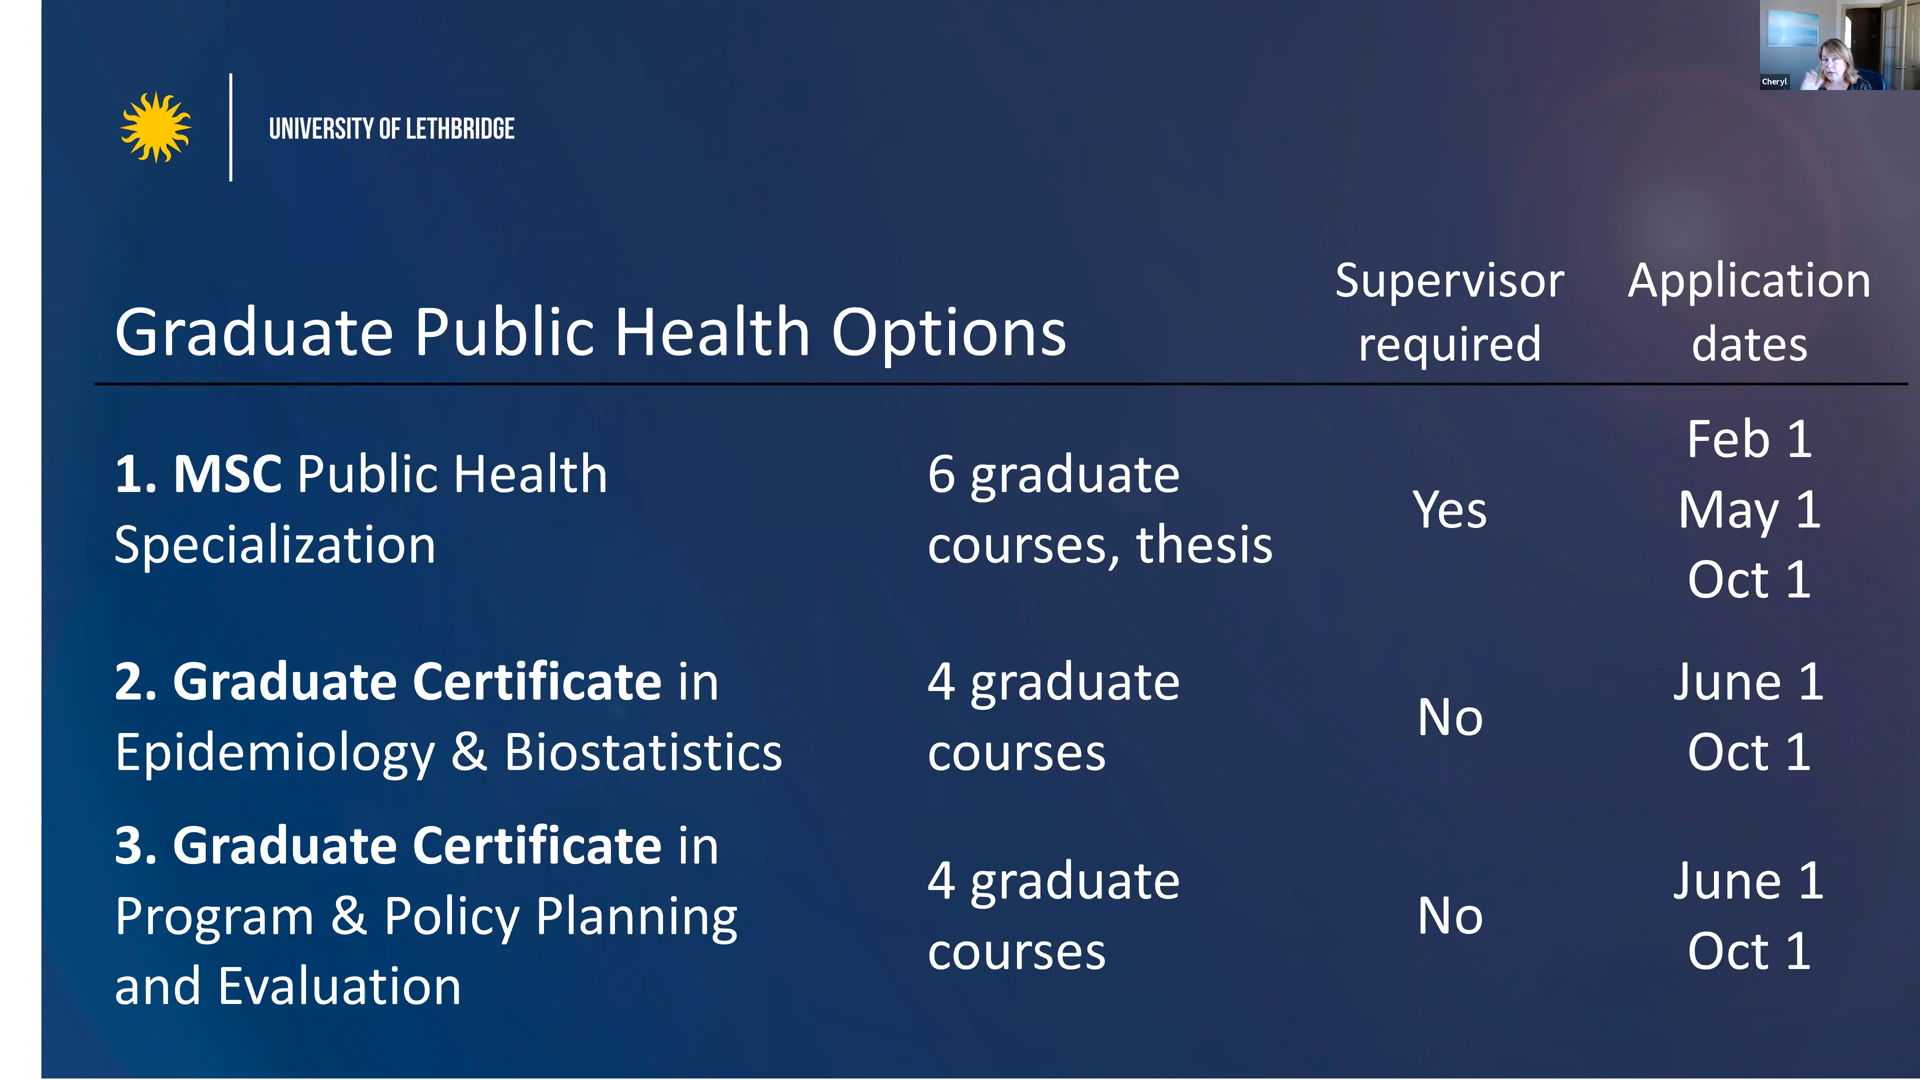 Cheryl
UNIVERSITY OF LETHBRIDGE
Graduate Public Health Options
Supervisor
required
Application
dates
1. MSC Public Health
Specialization
6 graduate
courses, thesis
Yes
Feb 1
May 1
Oct 1
2. Graduate Certificate in
Epidemiology & Biostatistics
4 graduate
courses
No
June 1
Oct 1
3. Graduate Certificate in
Program & Policy Planning
and Evaluation
4 graduate
courses
No
June 1
Oct 1